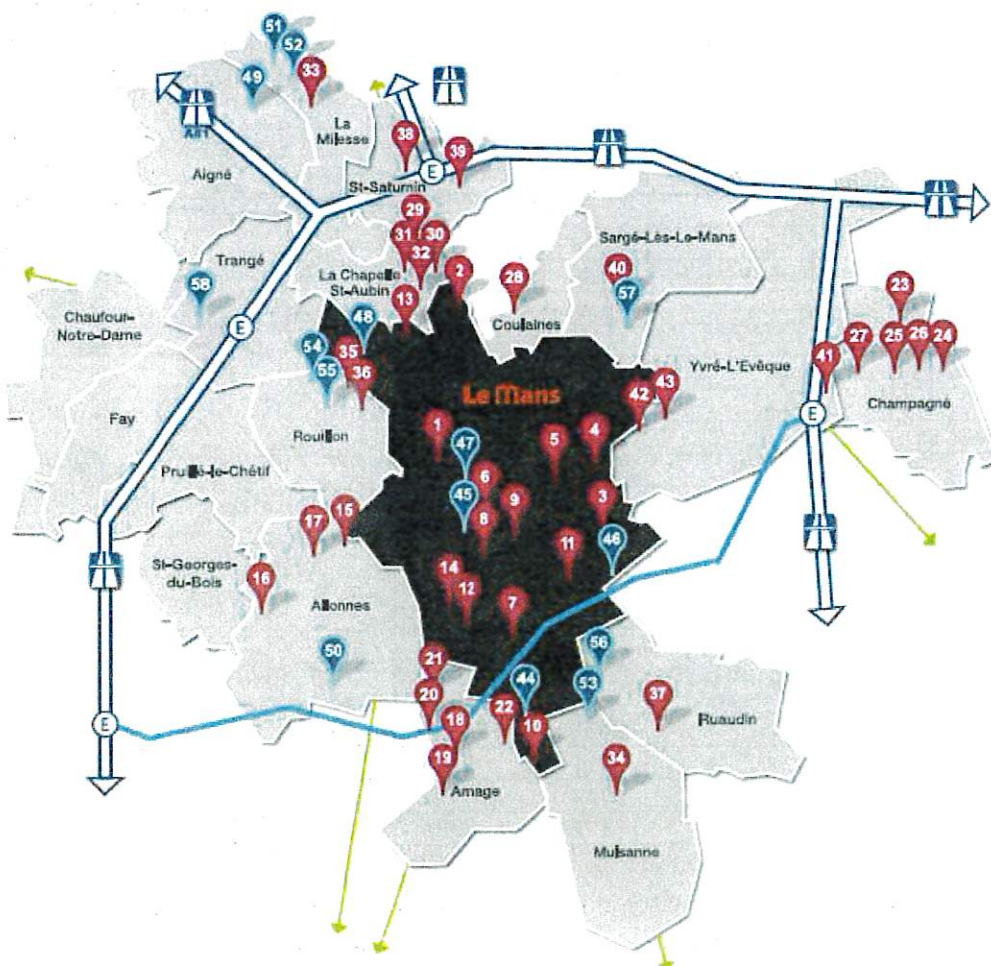 51
52
49
33
La
Milesse
A81
38
39
Aigné
St-Saturnin
29
31
30
32
Sargé-Lès-Le-Mans
Trangé
La Chapelle
St-Aubin
2
28
40
57
58
13
Coulaines
23
Chaufour-
Notre-Dame
E
E
48
54
35
55
36
27
25
26
24
41
Yvré-L'Evêque
42
43
Champagné
E
Le Mans
Fay
Rouillon
1
47
5
4
Pruillé-le-Chétif
6
45
9
3
8
17
15
11
46
St-Georges-
du-Bois
16
14
12
7
Allonnes
50
21
56
44
53
20
22
37
Ruaudin
E
18
10
19
34
Arnage
Mulsanne